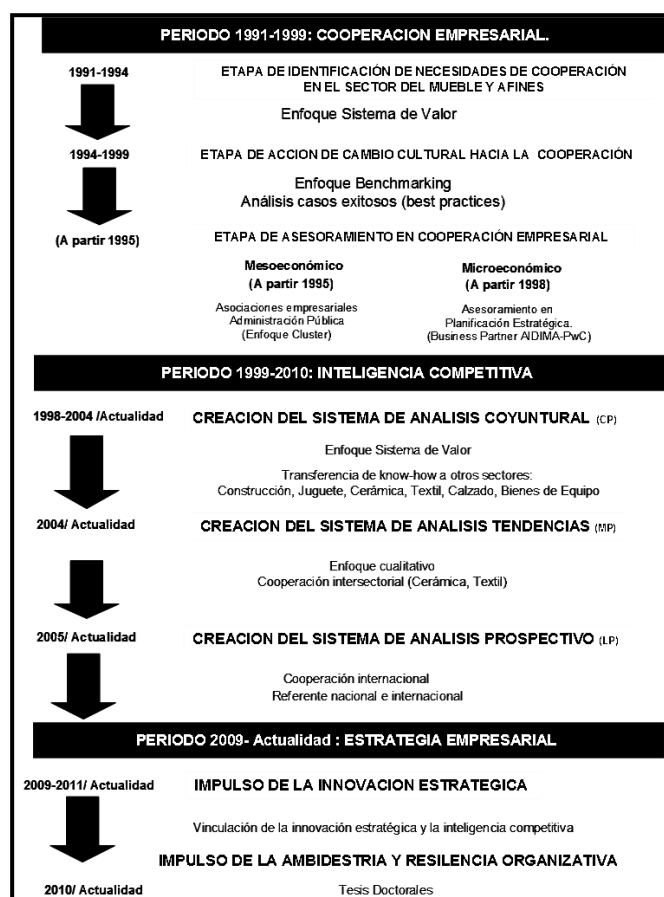 PERIODO 1991-1999: COOPERACION EMPRESARIAL.
1991-1994
ETAPA DE IDENTIFICACIÓN DE NECESIDADES DE COOPERACIÓN
EN EL SECTOR DEL MUEBLE Y AFINES
Enfoque Sistema de Valor
1994-1999
ETAPA DE ACCION DE CAMBIO CULTURAL HACIA LA COOPERACIÓN
Enfoque Benchmarking
Análisis casos exitosos (best practices)
(A partir 1995)
ETAPA DE ASESORAMIENTO EN COOPERACIÓN EMPRESARIAL
Mesoeconómico
(A partir 1995)
Asociaciones empresariales
Administración Pública
(Enfoque Cluster)
Microeconómico
(A partir 1998)
Asesoramiento en
Planificación Estratégica.
(Business Partner AIDIMA-PwC)
PERIODO 1999-2010: INTELIGENCIA COMPETITIVA
1998-2004 /Actualidad
CREACION DEL SISTEMA DE ANALISIS COYUNTURAL (CP)
Enfoque Sistema de Valor
Transferencia de know-how a otros sectores:
Construcción, Juguete, Cerámica, Textil, Calzado, Bienes de Equipo
2004/ Actualidad
CREACION DEL SISTEMA DE ANALISIS TENDENCIAS (MP)
Enfoque cualitativo
Cooperación intersectorial (Cerámica, Textil)
2005/ Actualidad
CREACION DEL SISTEMA DE ANALISIS PROSPECTIVO (LP)
Cooperación internacional
Referente nacional e internacional
PERIODO 2009- Actualidad : ESTRATEGIA EMPRESARIAL
2009-2011/ Actualidad
IMPULSO DE LA INNOVACION ESTRATEGICA
Vinculación de la innovación estratégica y la inteligencia competitiva
IMPULSO DE LA AMBIDESTRIA Y RESILENCIA ORGANIZATIVA
2010/ Actualidad
Tesis Doctorales